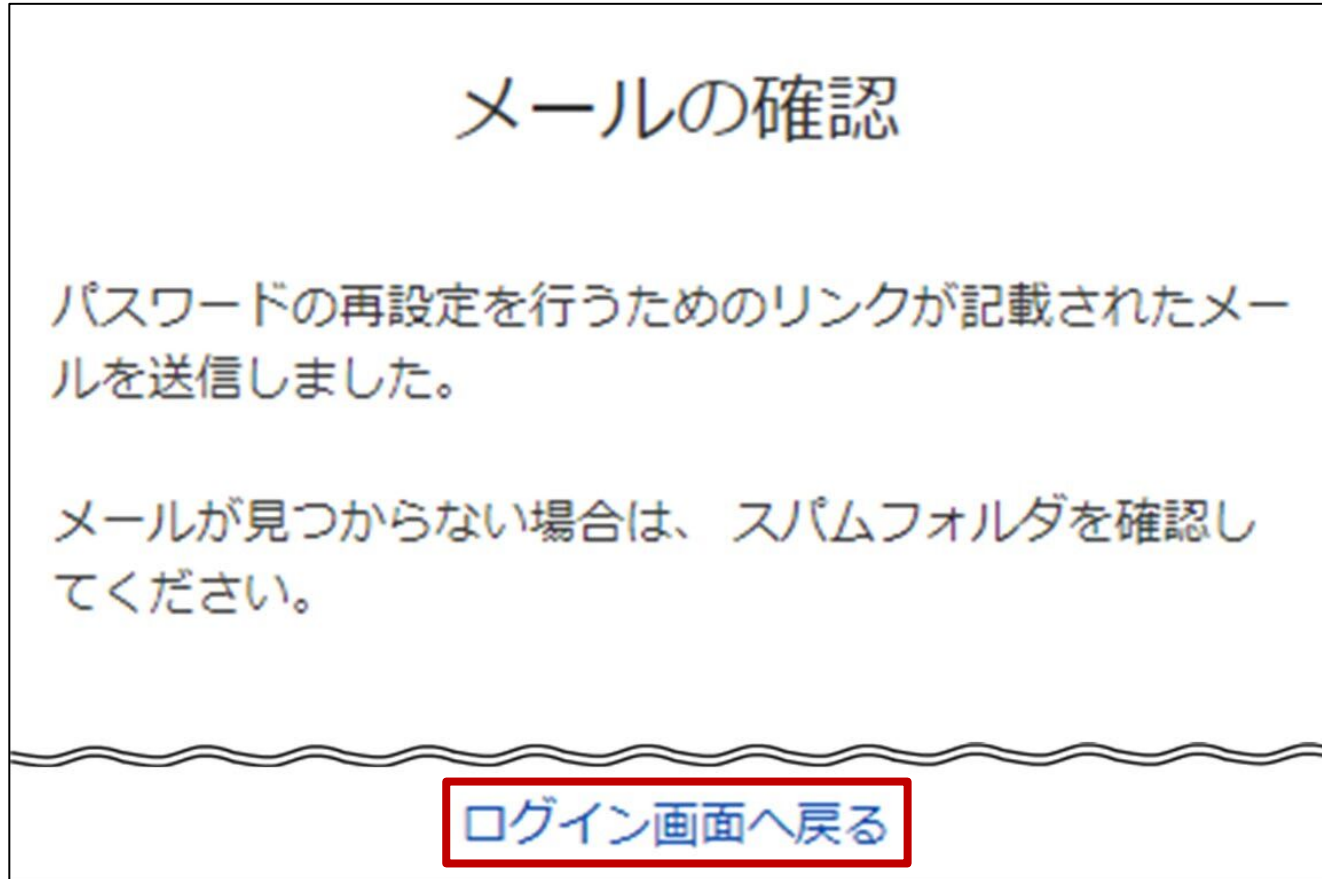 メールの確認
パスワードの再設定を行うためのリンクが記載されたメー
ルを送信しました。
メールが見つからない場合は、 スパムフォルダを確認し
てください。
ログイン画面へ戻る